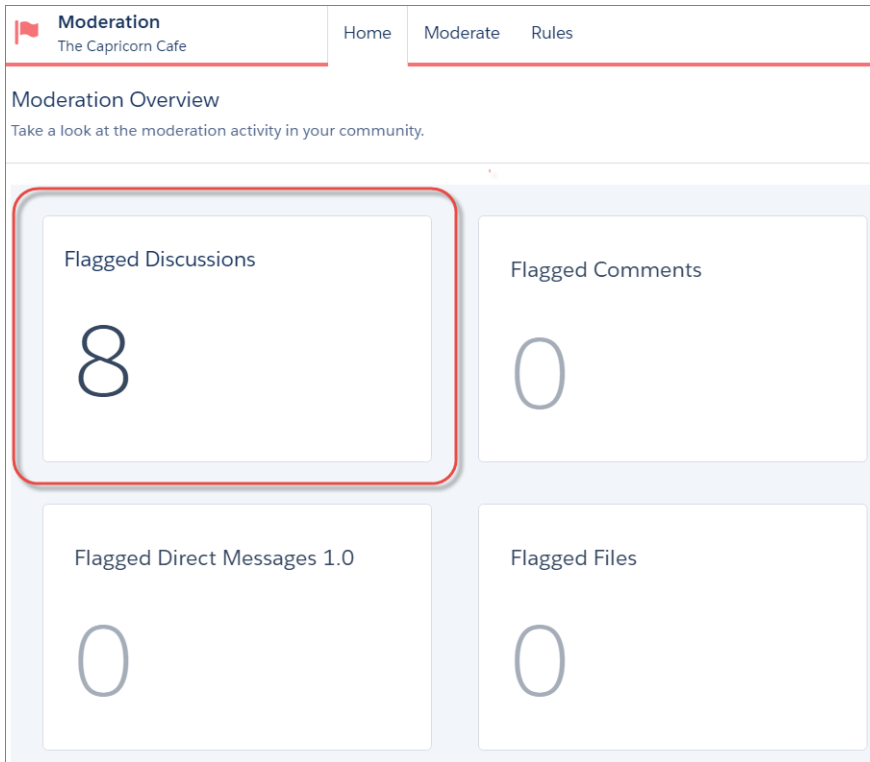 Moderation
The Capricorn Cafe
Home Moderate Rules
Moderation Overview
Take a look at the moderation activity in your community.
Flagged Discussions
8
Flagged Comments
0
Flagged Direct Messages 1.0
0
Flagged Files
0